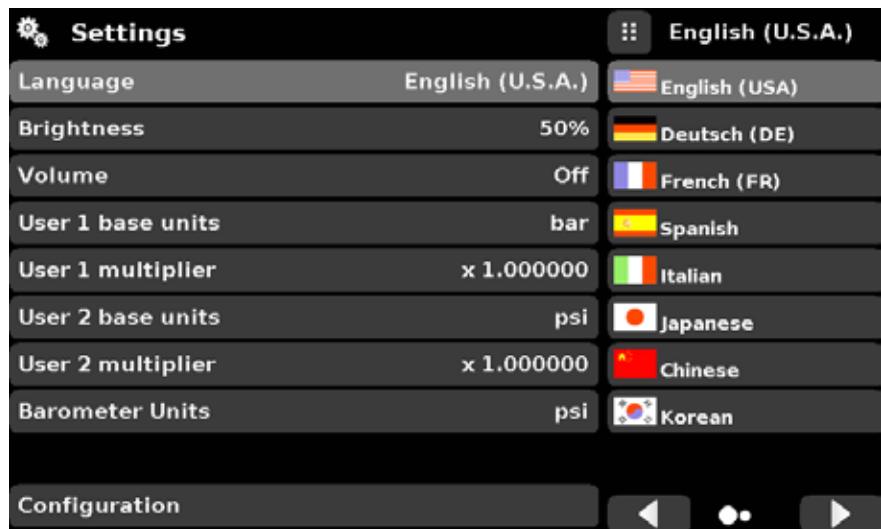 Settings
Language English (U.S.A.)
Brightness 50%
Volume Off
User 1 base units bar
User 1 multiplier x 1.000000
User 2 base units psi
User 2 multiplier x 1.000000
Barometer Units psi
Configuration
English (U.S.A.)
English (USA)
Deutsch (DE)
French (FR)
Spanish
Italian
Japanese
Chinese
Korean